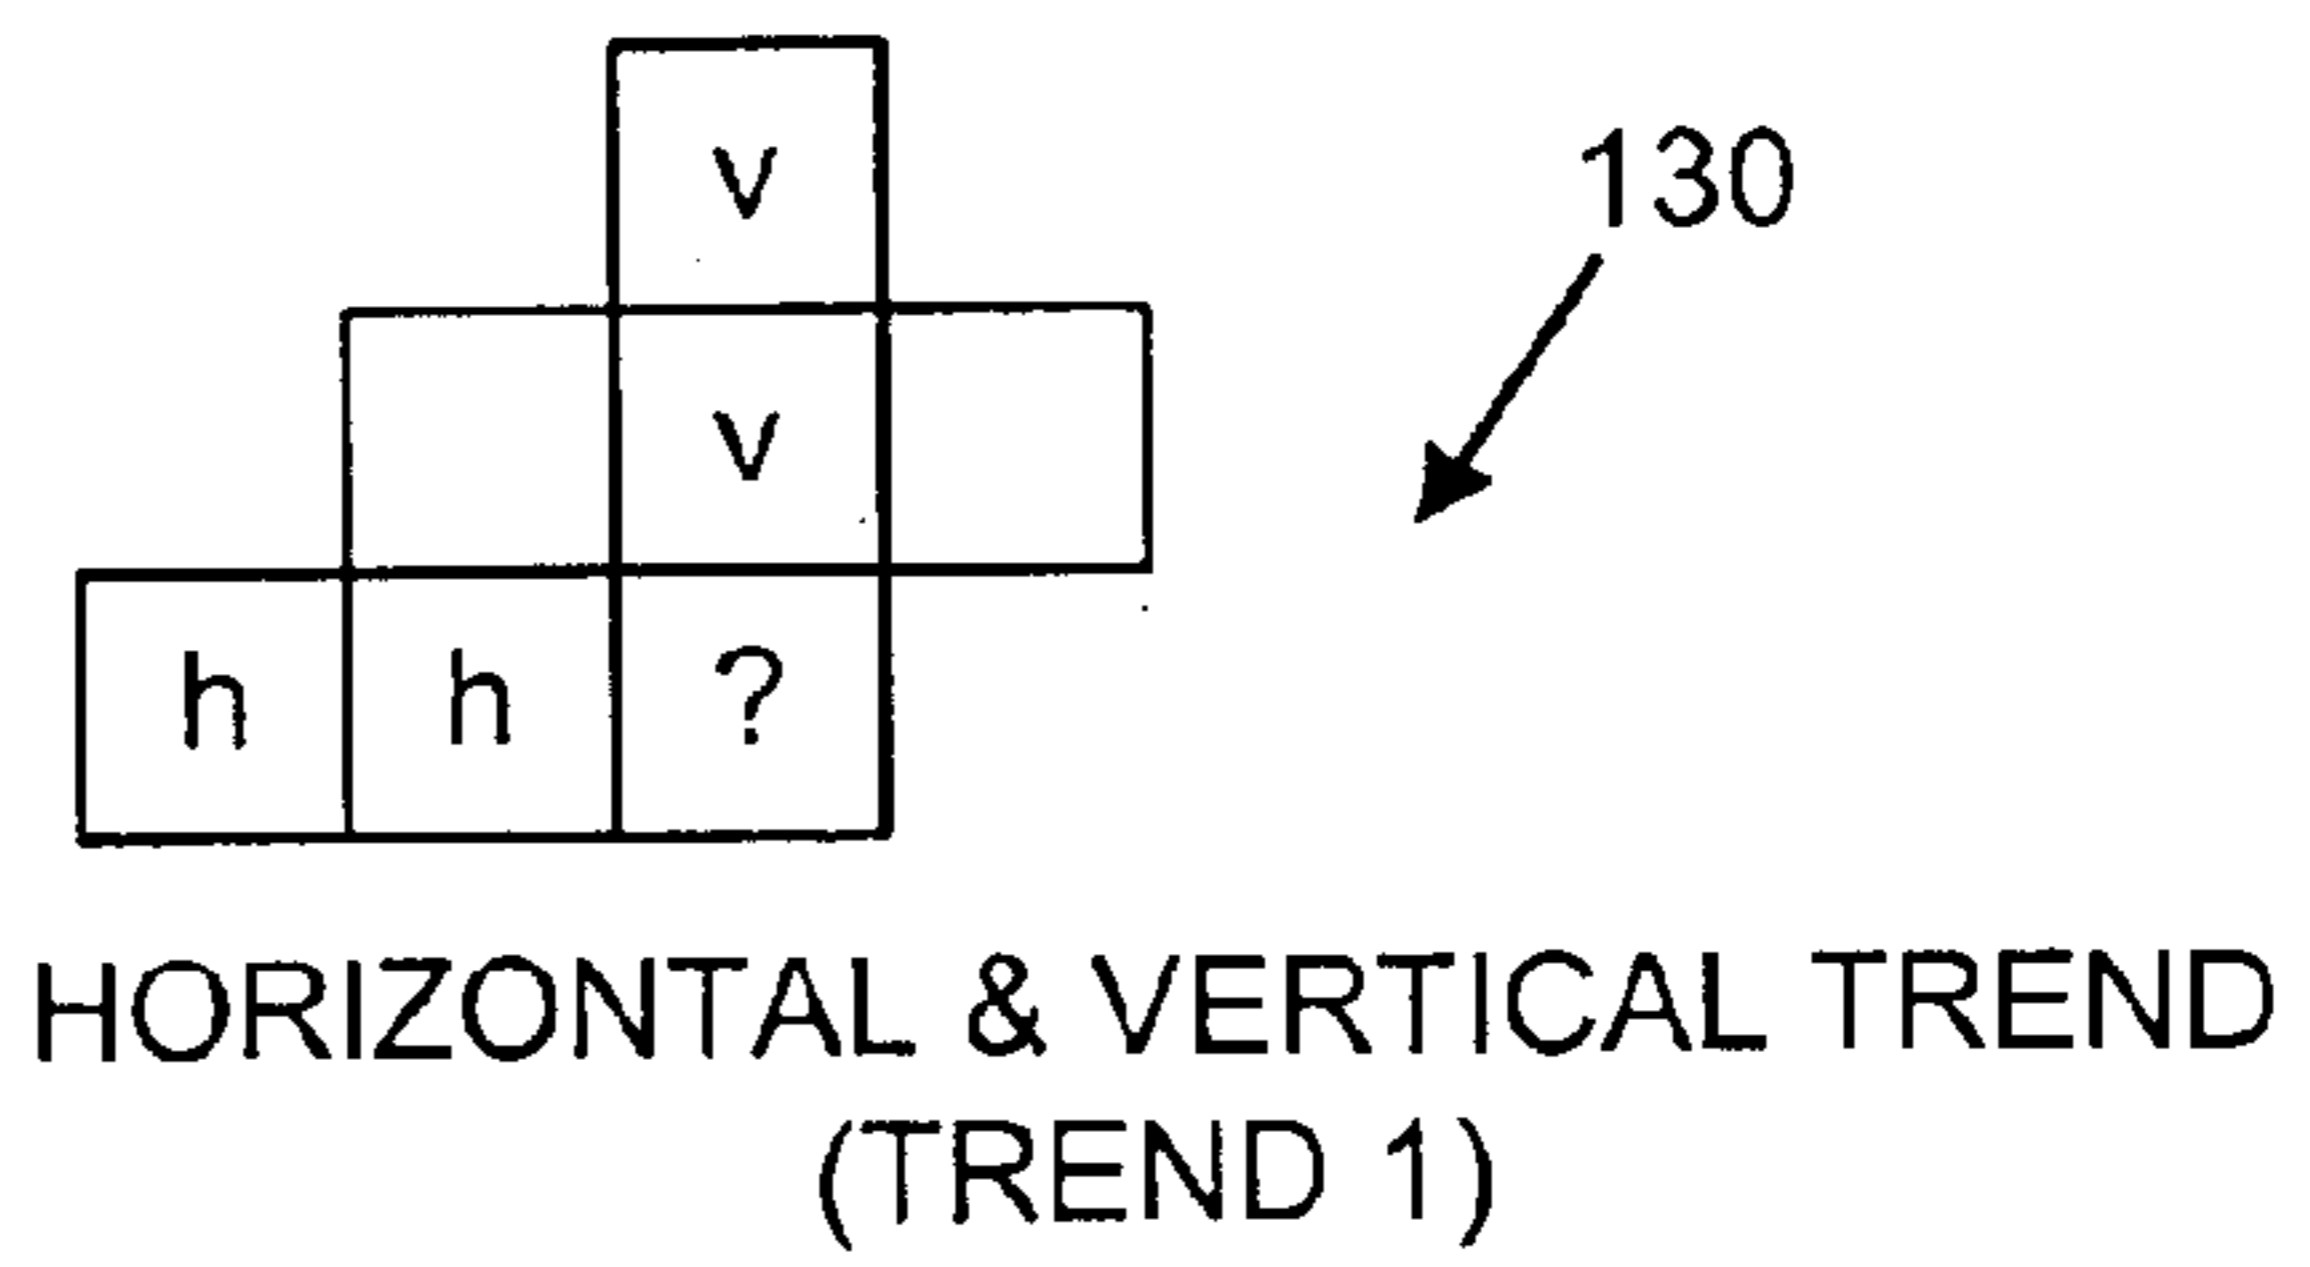 v
130
v
h h ?
HORIZONTAL & VERTICAL TREND
(TREND 1)